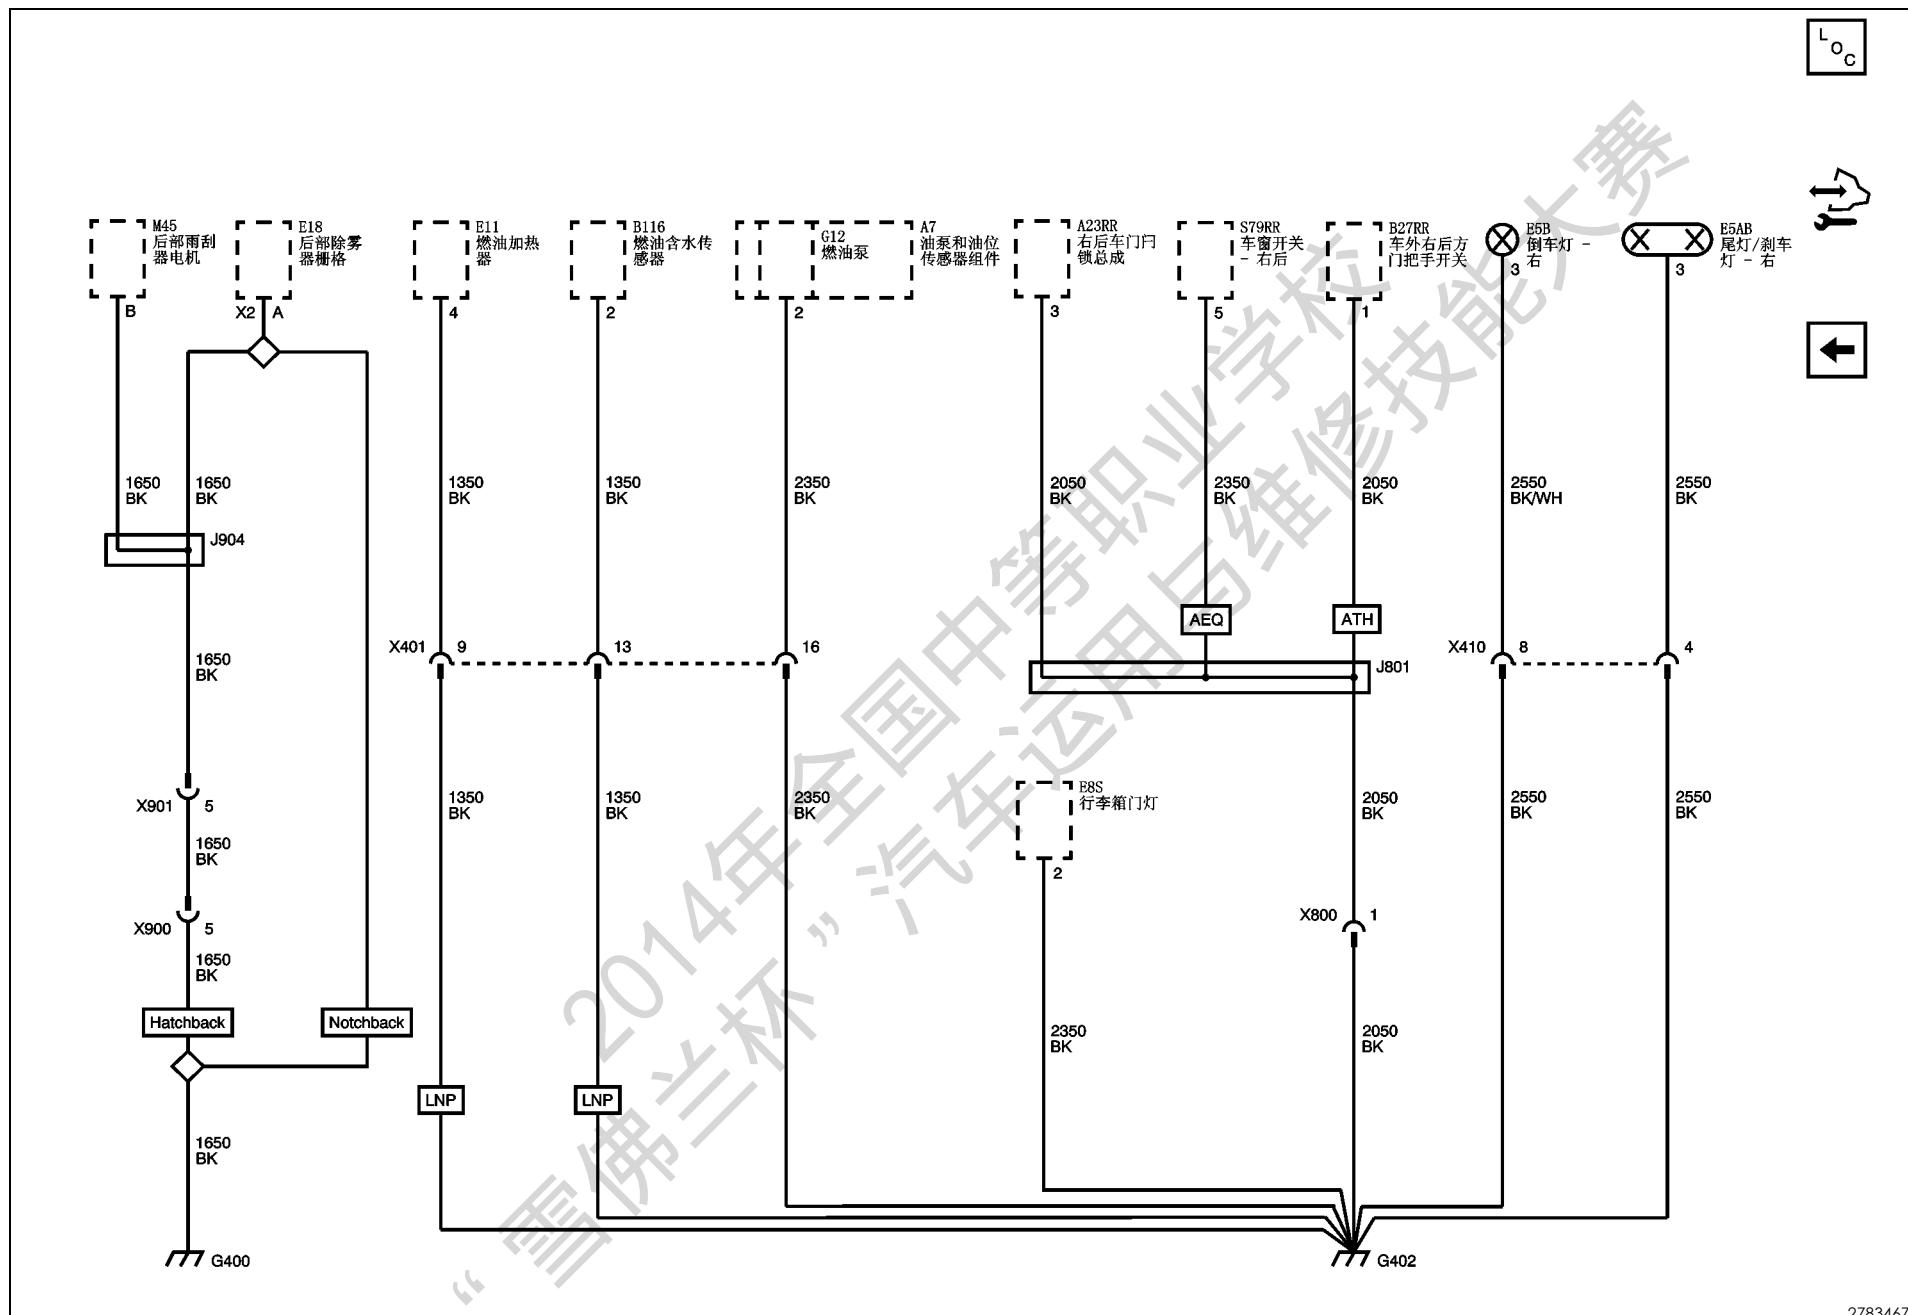 L O C
M45
后部雨刮
器电机
E18
后部除雾
器栅格
E11
燃油加热
器
B116
燃油含水传
感器
G12
燃油泵
A7
油泵和油位
传感器组件
A23RR
右后车门闩
锁总成
S79RR
车窗开关
- 右后
B27RR
车外右后方
门把手开关
E5B
倒车灯 -
右
E5AB
尾灯/刹车
灯 - 右
B
X2 A
4
2
2
3
5
1
3
3
1650
BK
1650
BK
1350
BK
1350
BK
2350
BK
2050
BK
2350
BK
2050
BK
2550
BK/WH
2550
BK
J904
AEQ
ATH
X401 9
13
16
X410 8
4
1650
BK
J801
X901 5
1350
BK
1350
BK
2350
BK
E8S
行李箱门灯
2050
BK
2550
BK
2550
BK
1650
BK
2
X900 5
X800 1
1650
BK
Hatchback
Notchback
2350
BK
2050
BK
LNP
LNP
1650
BK
G400
G402
2014年全国中等职业学校
“雪佛兰杯”汽车运用与维修技能大赛
2783467